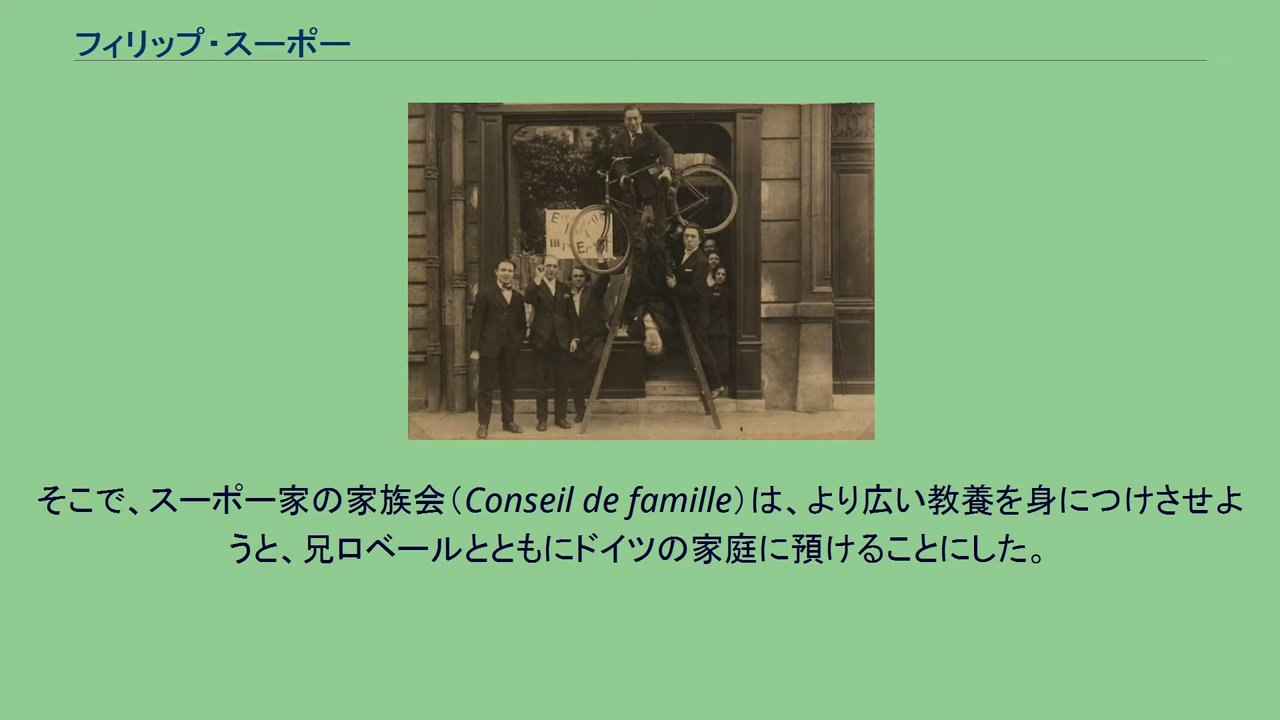 フィリップ・スーポー
そこで、スーポー家の家族会（Conseil de famille）は、より広い教養を身につけさせよ
うと、兄ロベールとともにドイツの家庭に預けることにした。